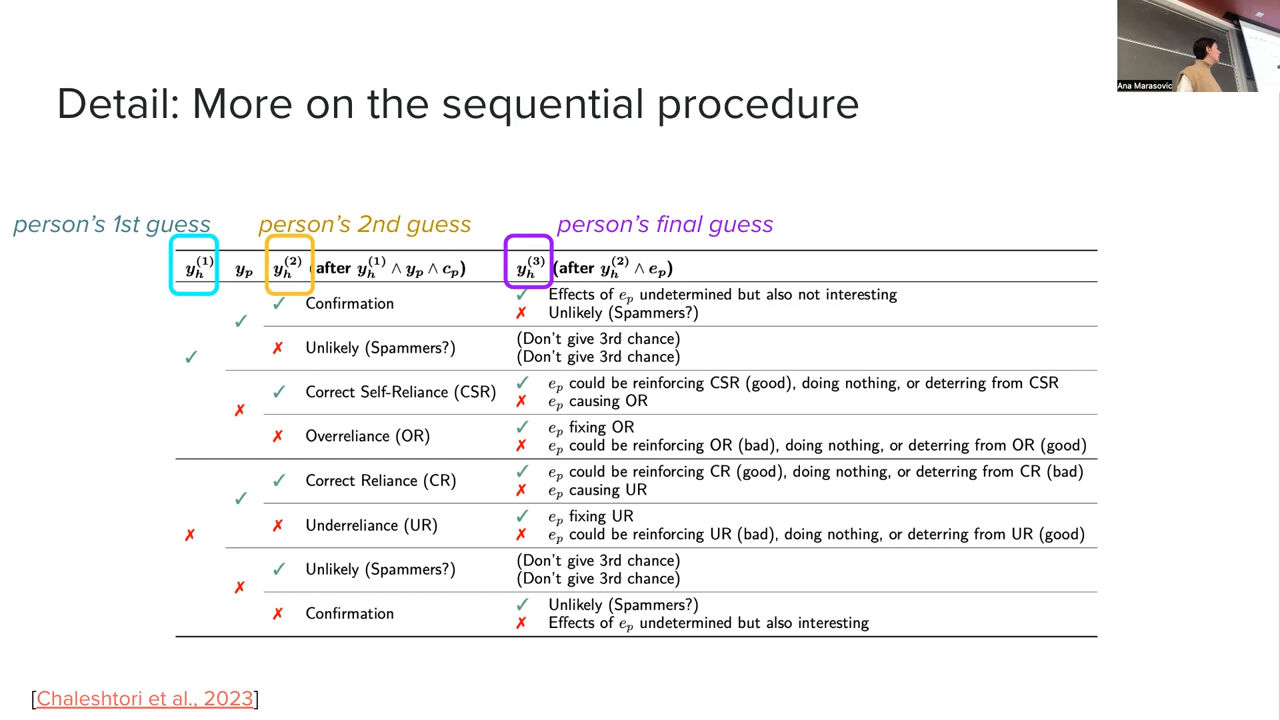 Ana Marasovic
Detail: More on the sequential procedure
person's 1st guess person's 2nd guess person's final guess
y_h^(1) y_p y_h^(2) (after y_h^(1) ∧ y_p ∧ c_p) y_h^(3) (after y_h^(2) ∧ e_p)
✓ ✓ ✓ Confirmation ✓ Effects of e_p undetermined but also not interesting
✗ Unlikely (Spammers?)
✗ Unlikely (Spammers?) (Don't give 3rd chance)
(Don't give 3rd chance)
✗ ✓ Correct Self-Reliance (CSR) ✓ e_p could be reinforcing CSR (good), doing nothing, or deterring from CSR
✗ e_p causing OR
✗ Overreliance (OR) ✓ e_p fixing OR
✗ e_p could be reinforcing OR (bad), doing nothing, or deterring from OR (good)
✗ ✓ ✓ Correct Reliance (CR) ✓ e_p could be reinforcing CR (good), doing nothing, or deterring from CR (bad)
✗ e_p causing UR
✗ Underreliance (UR) ✓ e_p fixing UR
✗ e_p could be reinforcing UR (bad), doing nothing, or deterring from UR (good)
✗ ✓ Unlikely (Spammers?) (Don't give 3rd chance)
(Don't give 3rd chance)
✗ Confirmation ✓ Unlikely (Spammers?)
✗ Effects of e_p undetermined but also interesting
[Chaleshtori et al., 2023]